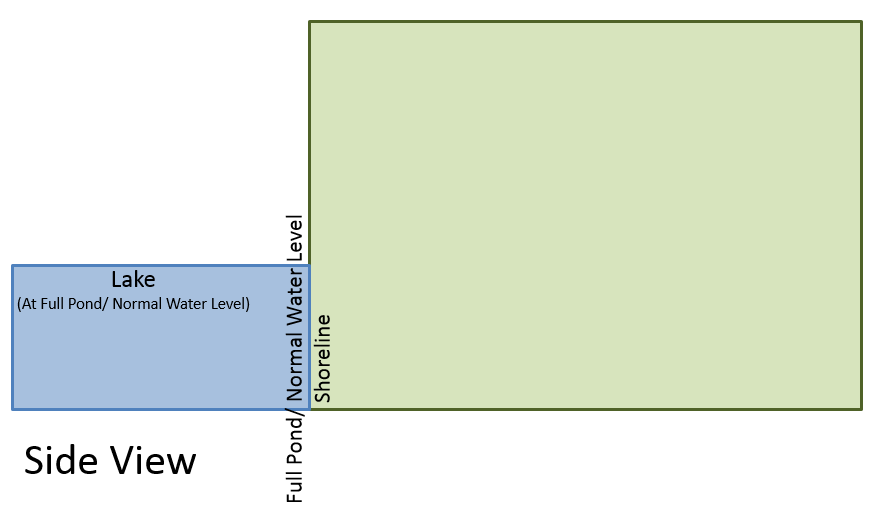 Lake
(At Full Pond/ Normal Water Level)
Full Pond/ Normal Water Level
Shoreline
Side View